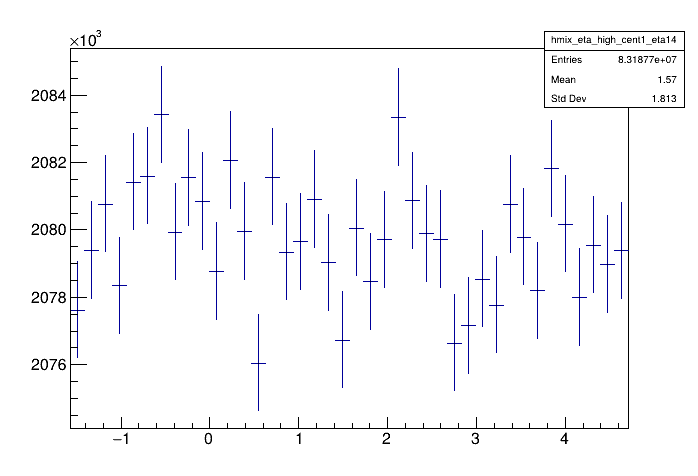 ×10³
hmix_eta_high_cent1_eta14
Entries 8.31877e+07
Mean 1.57
Std Dev 1.813
2084
2082
2080
2078
2076
−1 0 1 2 3 4